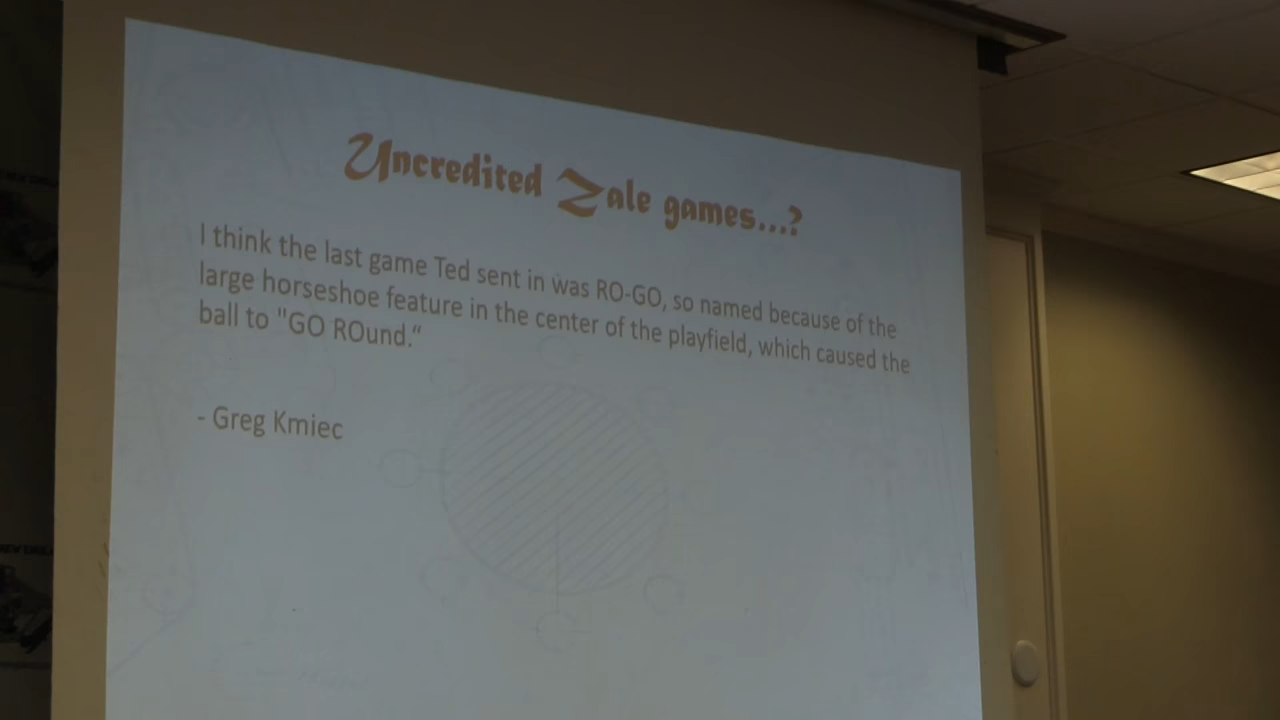 Uncredited Zale games...?
I think the last game Ted sent in was RO-GO, so named because of the
large horseshoe feature in the center of the playfield, which caused the
ball to "GO ROund.“
- Greg Kmiec